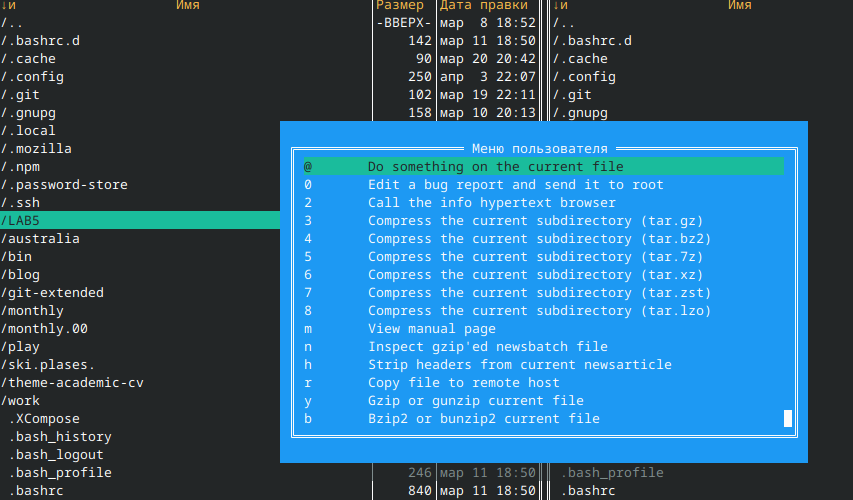 ↓и Имя Размер Дата правки ↓и Имя
/.. -ВВЕРХ- мар 8 18:52 /..
/.bashrc.d 142 мар 11 18:50 /.bashrc.d
/.cache 90 мар 20 20:42 /.cache
/.config 250 апр 3 22:07 /.config
/.git 102 мар 19 22:11 /.git
/.gnupg 158 мар 10 20:13 /.gnupg
/.local
/.mozilla Меню пользователя
/.npm @ Do something on the current file
/.password-store 0 Edit a bug report and send it to root
/.ssh 2 Call the info hypertext browser
/LAB5 3 Compress the current subdirectory (tar.gz)
/australia 4 Compress the current subdirectory (tar.bz2)
/bin 5 Compress the current subdirectory (tar.7z)
/blog 6 Compress the current subdirectory (tar.xz)
/git-extended 7 Compress the current subdirectory (tar.zst)
/monthly 8 Compress the current subdirectory (tar.lzo)
/monthly.00 m View manual page
/play n Inspect gzip'ed newsbatch file
/ski.plases. h Strip headers from current newsarticle
/theme-academic-cv r Copy file to remote host
/work y Gzip or gunzip current file
.XCompose b Bzip2 or bunzip2 current file
.bash_history
.bash_logout
.bash_profile 246 мар 11 18:50 .bash_profile
.bashrc 840 мар 11 18:50 .bashrc